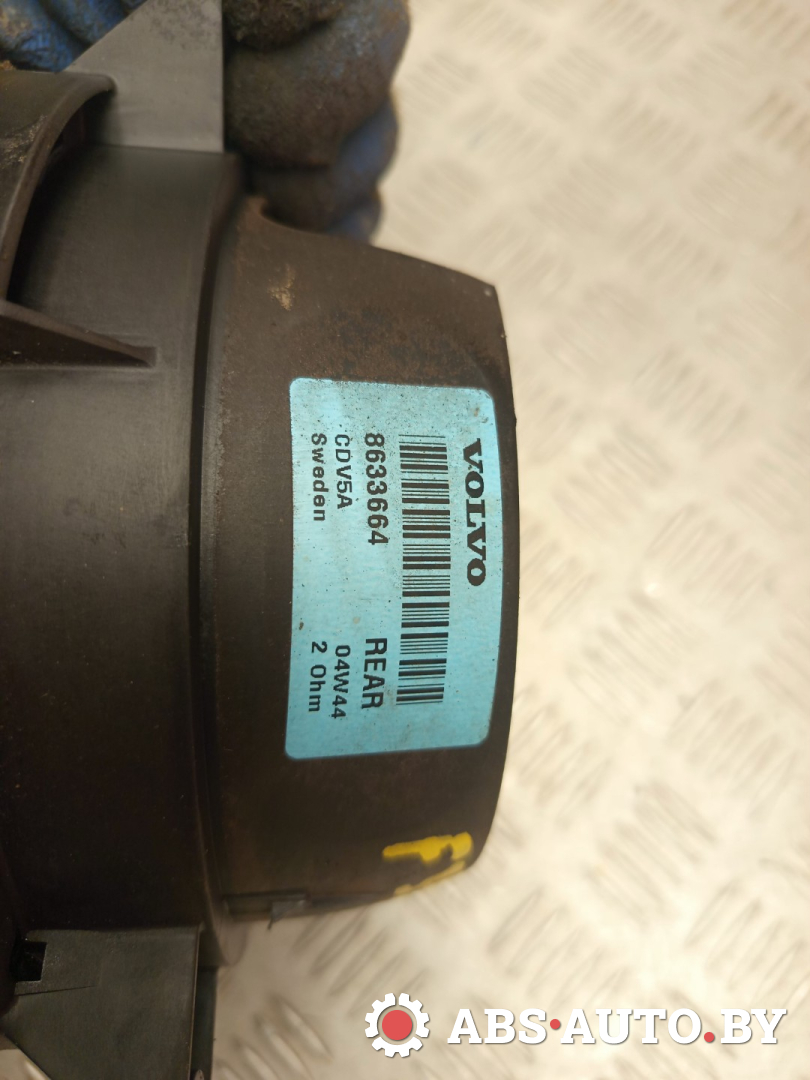 VOLVO
8633664 REAR
CDV5A 04W44
Sweden 2 Ohm
ABS-AUTO.BY